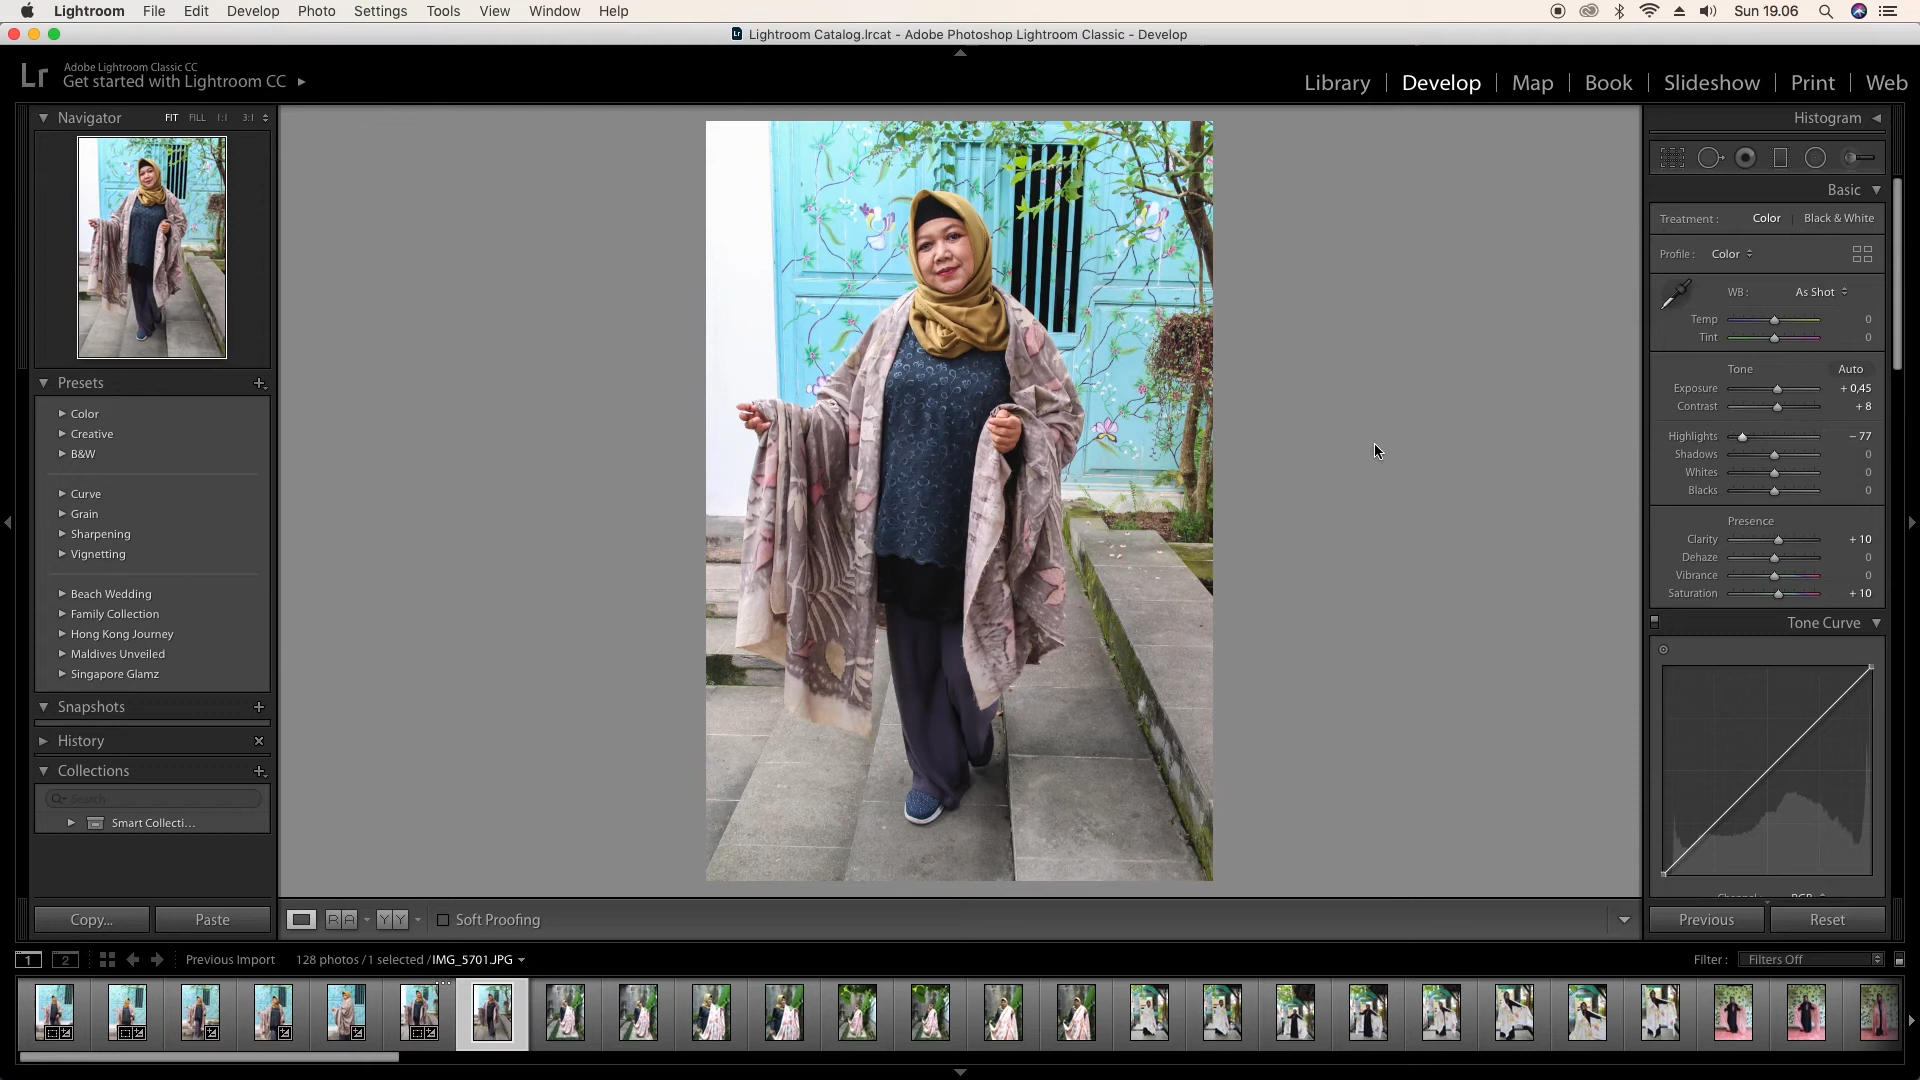 Lightroom File Edit Develop Photo Settings Tools View Window Help Sun 19.06
Lr Lightroom Catalog.lrcat - Adobe Photoshop Lightroom Classic - Develop
Lr Adobe Lightroom Classic CC
Get started with Lightroom CC
Library | Develop | Map | Book | Slideshow | Print | Web
Navigator FIT FILL 1:1 3:1
Presets
Color
Creative
B&W
Curve
Grain
Sharpening
Vignetting
Beach Wedding
Family Collection
Hong Kong Journey
Maldives Unveiled
Singapore Glamz
Snapshots
History
Collections
Search
Smart Collecti...
Copy... Paste
R A Y Y Soft Proofing
Histogram
Basic
Treatment : Color Black & White
Profile : Color
WB : As Shot
Temp 0
Tint 0
Tone Auto
Exposure + 0,45
Contrast + 8
Highlights – 77
Shadows 0
Whites 0
Blacks 0
Presence
Clarity + 10
Dehaze 0
Vibrance 0
Saturation + 10
Tone Curve
Previous Reset
1 2 Previous Import 128 photos / 1 selected / IMG_5701.JPG Filter : Filters Off